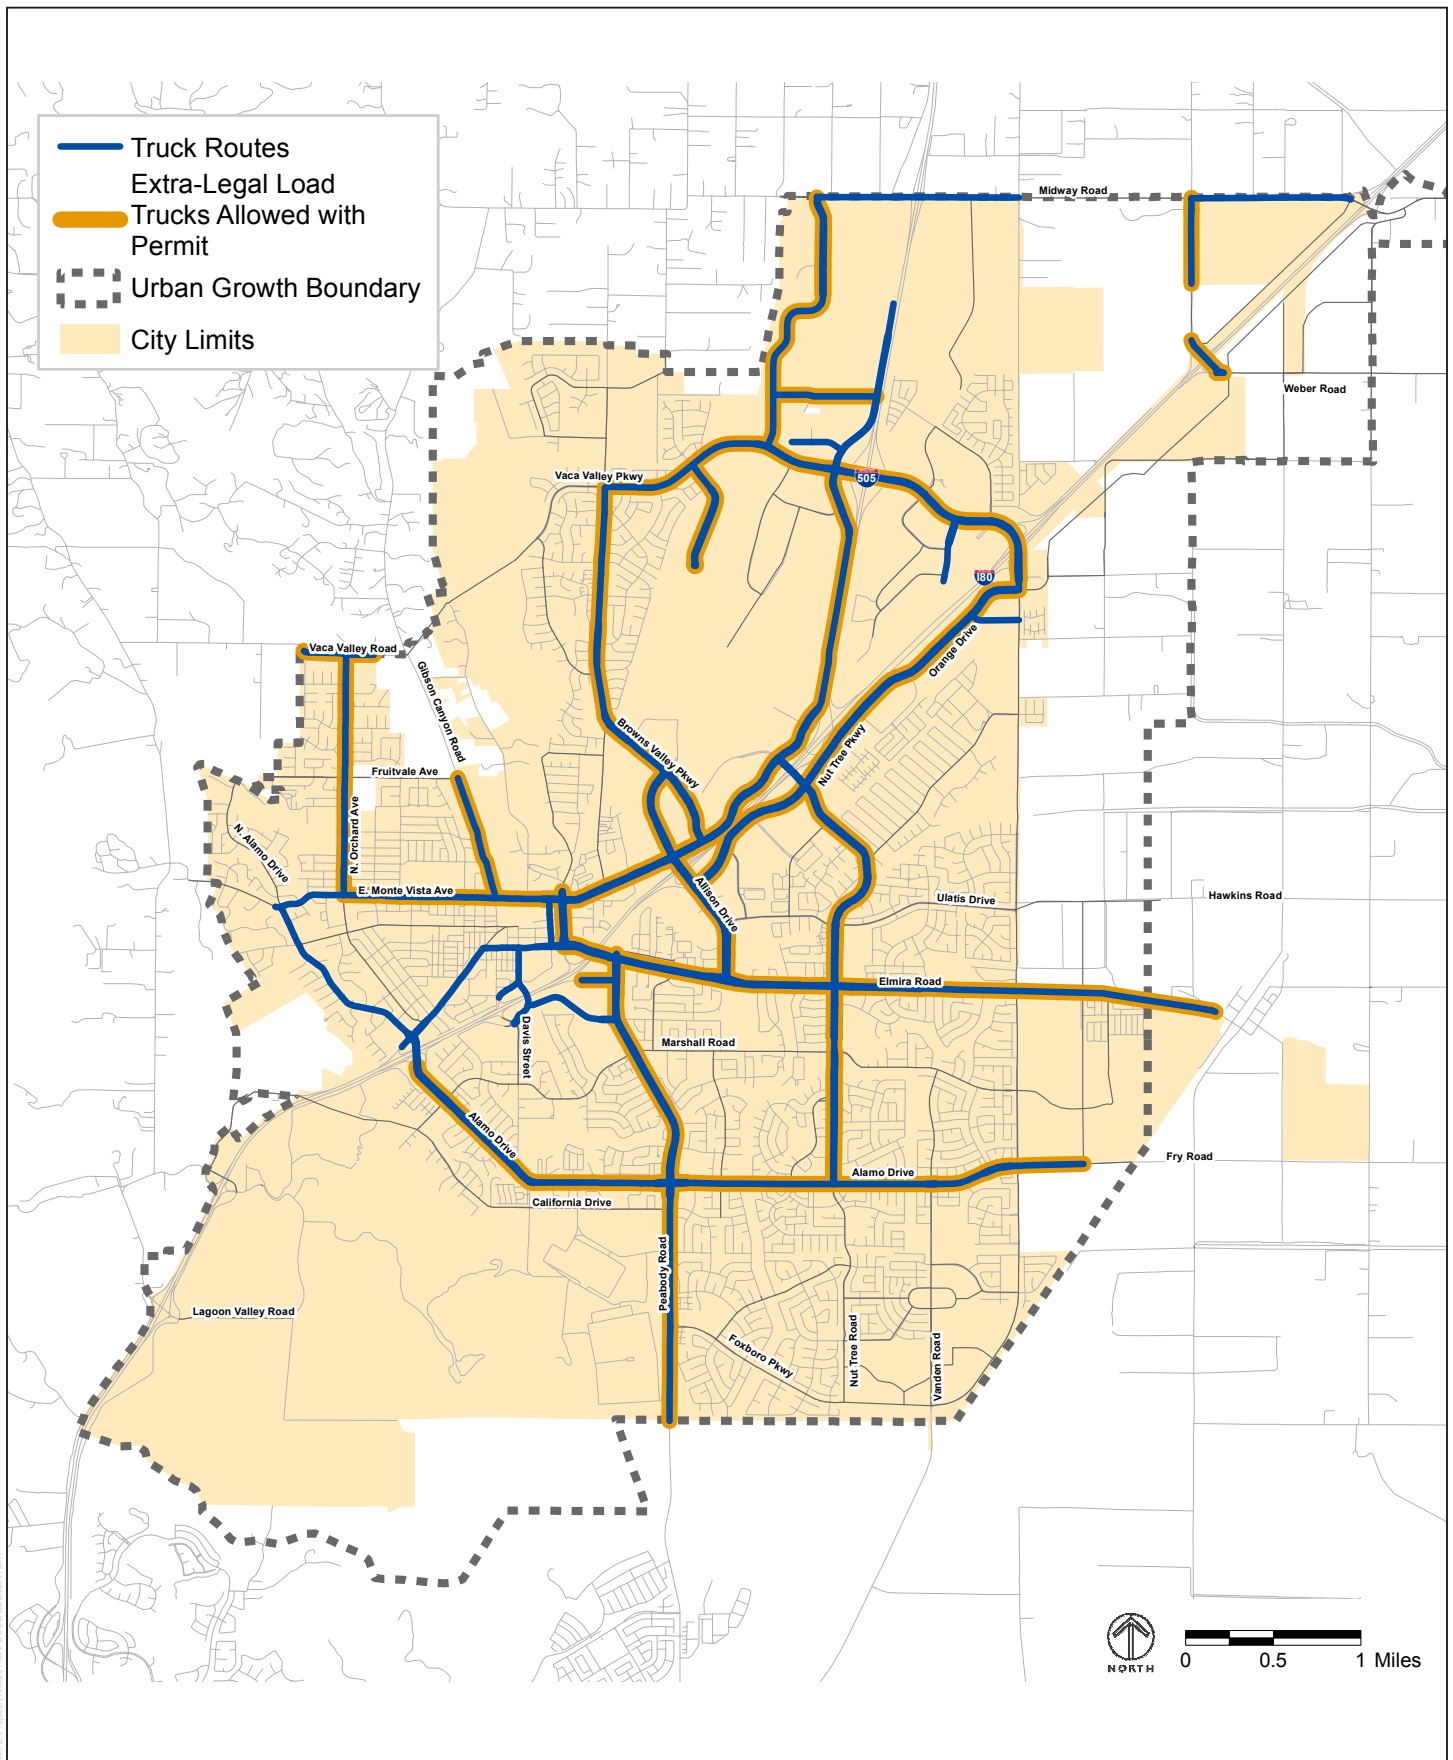 Truck Routes
Extra-Legal Load
Trucks Allowed with
Permit
Urban Growth Boundary
City Limits
Midway Road
Weber Road
Vaca Valley Pkwy
505
I80
Orange Drive
Vaca Valley Road
Gibson Canyon Road
Browns Valley Pkwy
Nut Tree Pkwy
Fruitvale Ave
N. Orchard Ave
N. Alamo Drive
E. Monte Vista Ave
Allison Drive
Ulatis Drive
Hawkins Road
Elmira Road
Davis Street
Marshall Road
Alamo Drive
Alamo Drive
Fry Road
California Drive
Peabody Road
Lagoon Valley Road
Foxboro Pkwy
Nut Tree Road
Vanden Road
NORTH
0 0.5 1 Miles